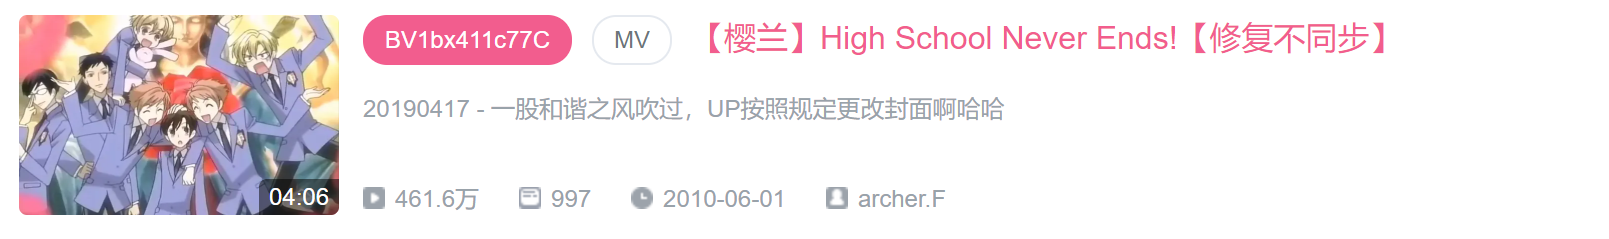 BV1bx411c77C MV 【樱兰】High School Never Ends!【修复不同步】
20190417 - 一股和谐之风吹过，UP按照规定更改封面啊哈哈
04:06 461.6万 997 2010-06-01 archer.F